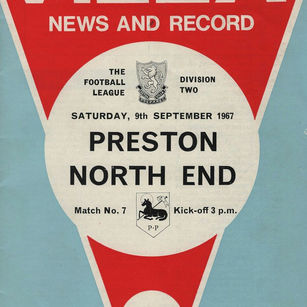 VILLA
NEWS AND RECORD
THE FOOTBALL LEAGUE
DIVISION TWO
SATURDAY, 9th SEPTEMBER 1967
PRESTON
NORTH END
Match No. 7
Kick-off 3 p.m.
P·P